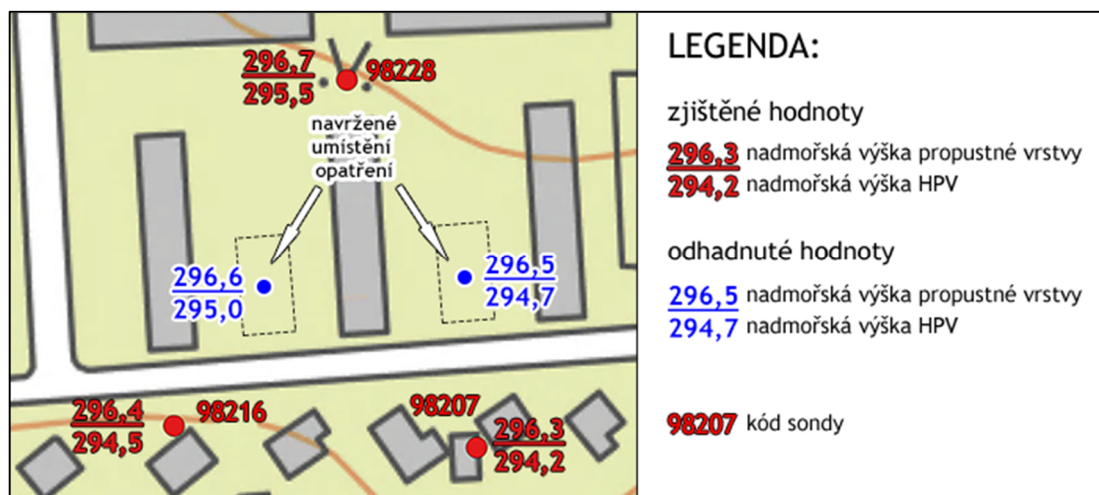 296,7
295,5
98228
navržené
umístění
opatření
296,6
295,0
296,5
294,7
296,4
294,5
98216
98207
296,3
294,2
LEGENDA:
zjištěné hodnoty
296,3 nadmořská výška propustné vrstvy
294,2 nadmořská výška HPV
odhadnuté hodnoty
296,5 nadmořská výška propustné vrstvy
294,7 nadmořská výška HPV
98207 kód sondy